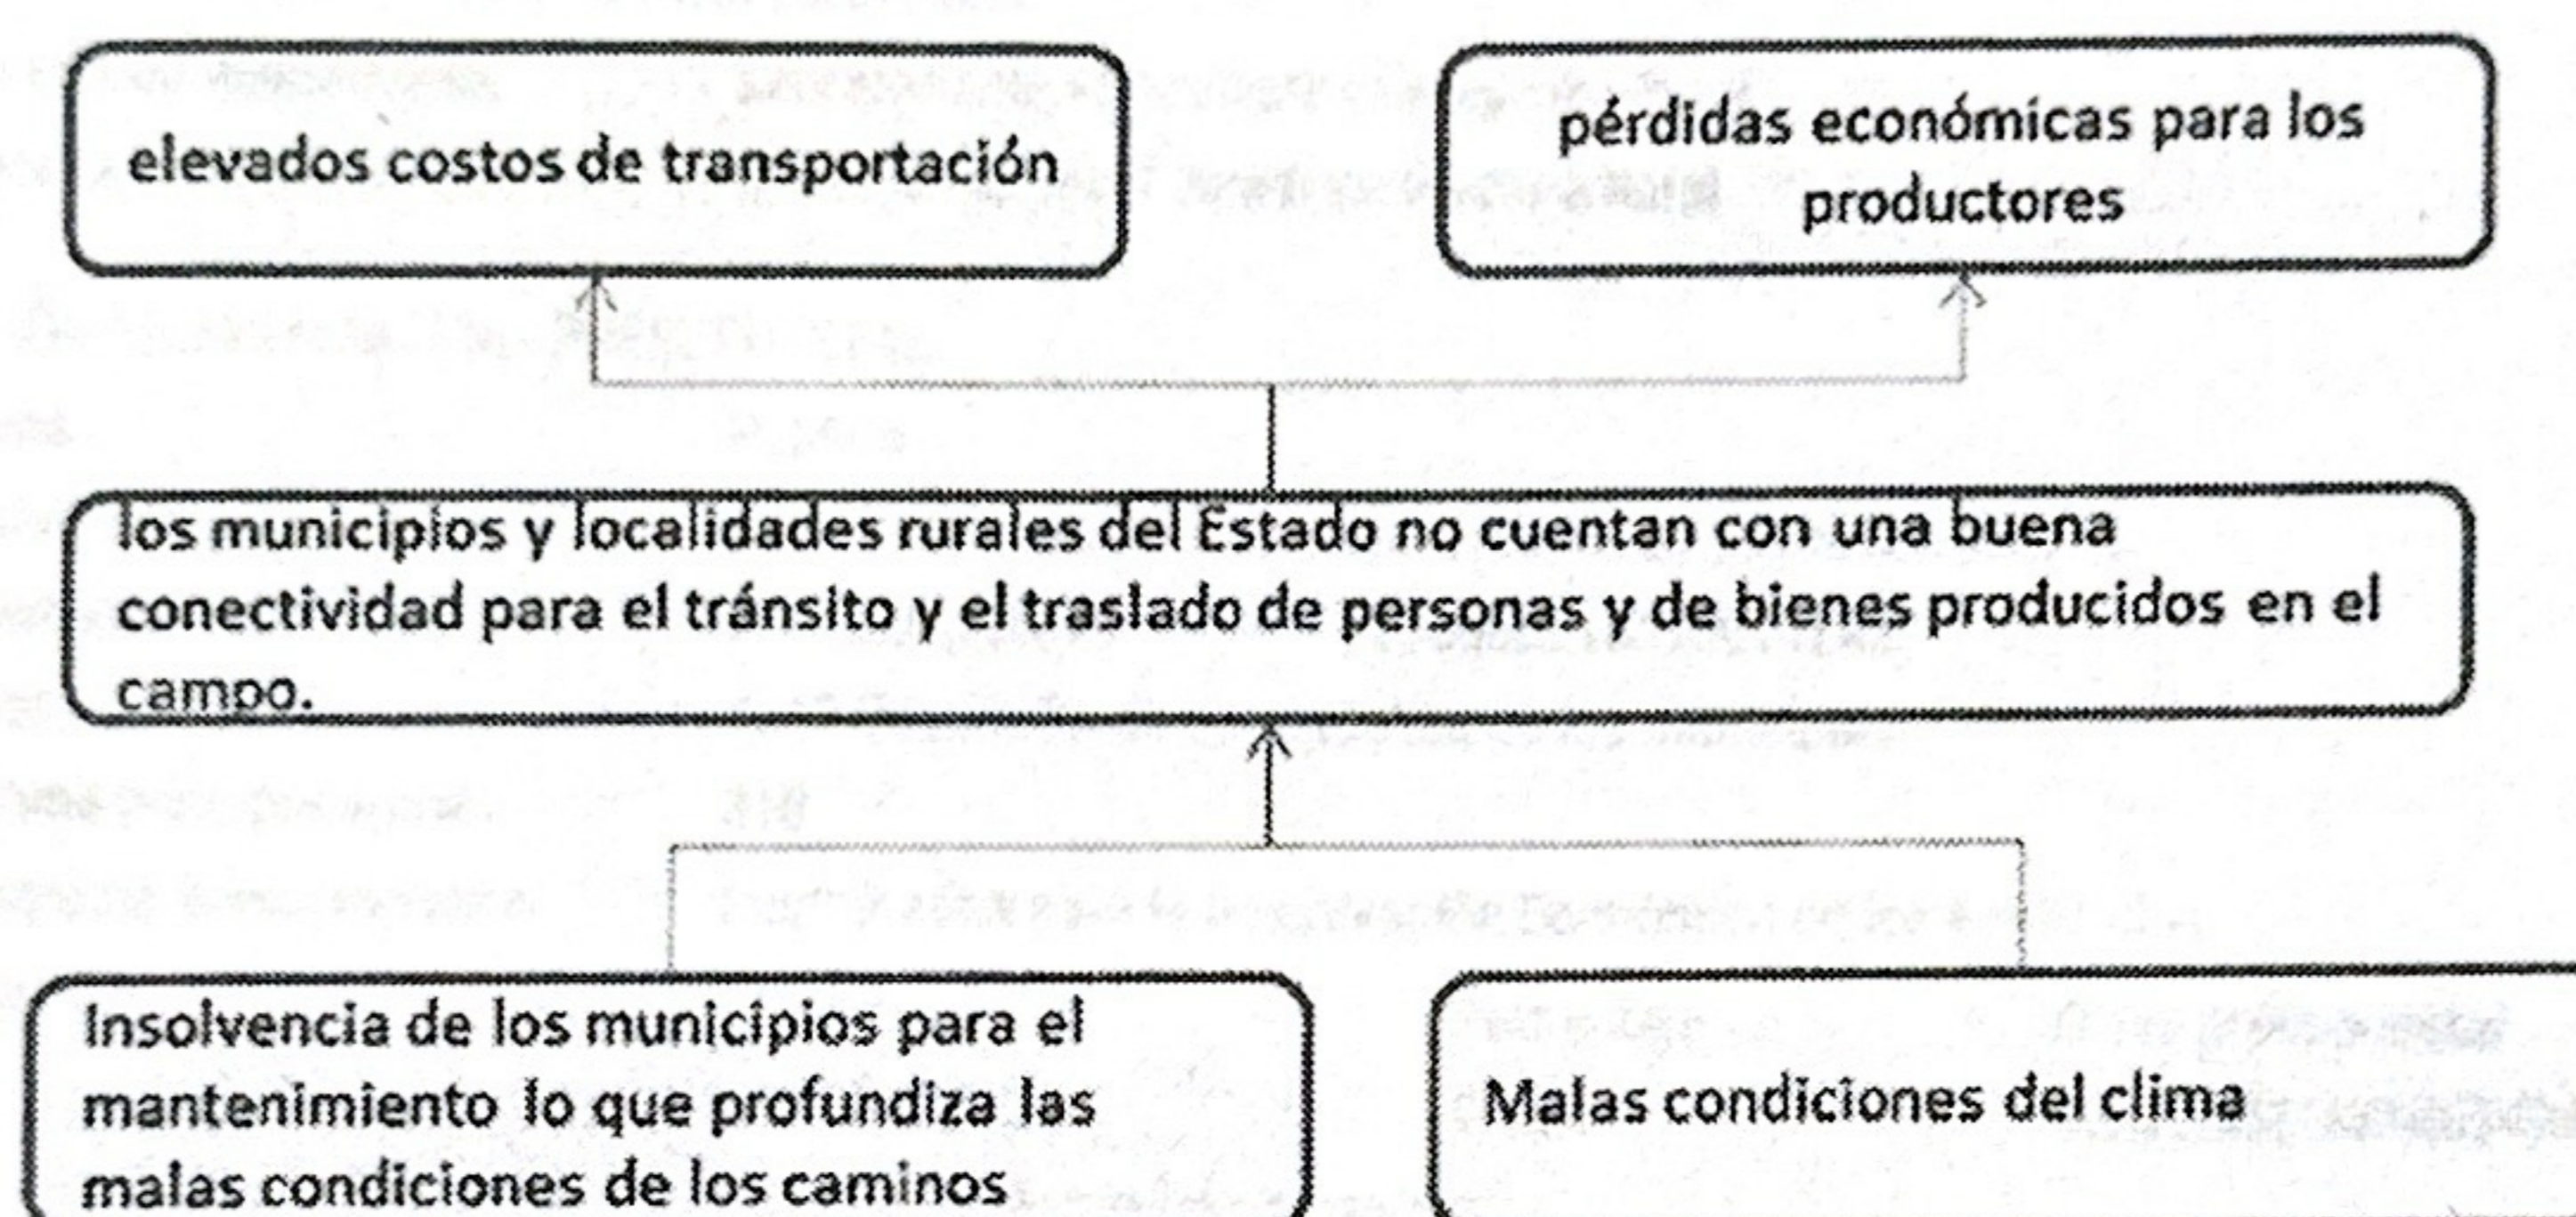 elevados costos de transportación
pérdidas económicas para los
productores
los municipios y localidades rurales del Estado no cuentan con una buena
conectividad para el tránsito y el traslado de personas y de bienes producidos en el
campo.
Insolvencia de los municipios para el
mantenimiento lo que profundiza las
malas condiciones de los caminos
Malas condiciones del clima